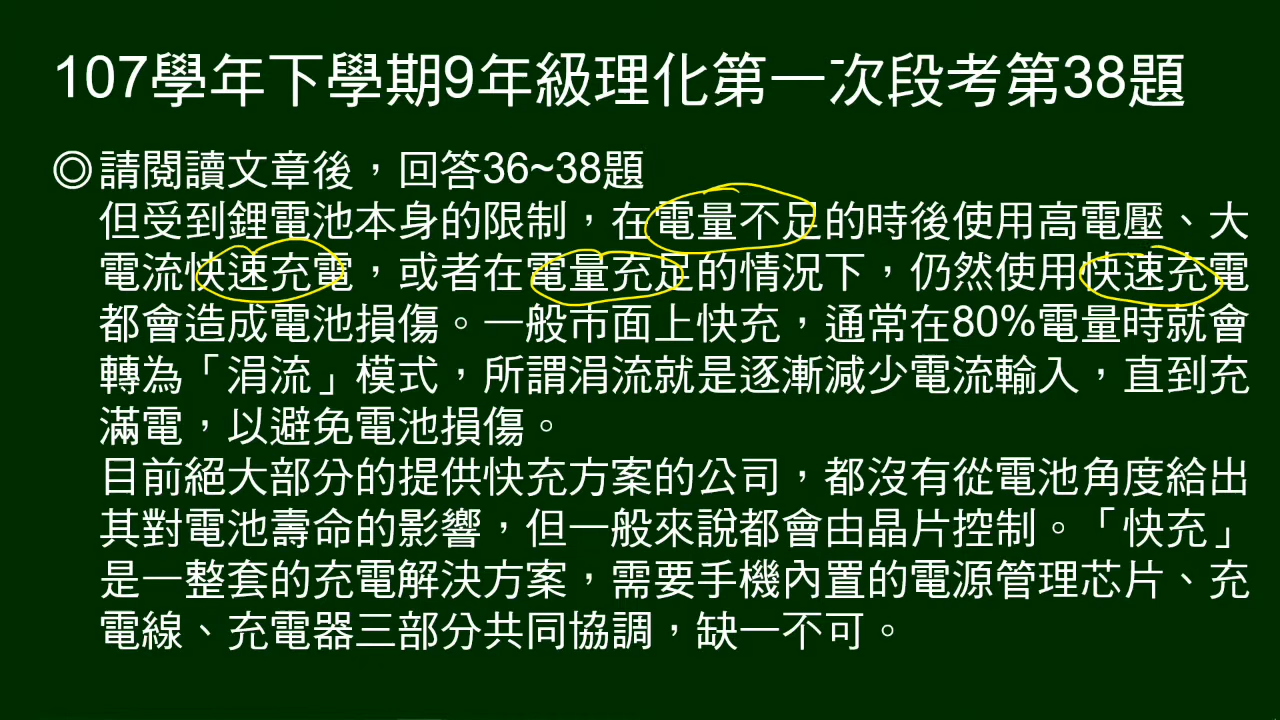 107學年下學期9年級理化第一次段考第38題
◎請閱讀文章後，回答36~38題
但受到鋰電池本身的限制，在電量不足的時後使用高電壓、大
電流快速充電，或者在電量充足的情況下，仍然使用快速充電
都會造成電池損傷。一般市面上快充，通常在80%電量時就會
轉為「涓流」模式，所謂涓流就是逐漸減少電流輸入，直到充
滿電，以避免電池損傷。
目前絕大部分的提供快充方案的公司，都沒有從電池角度給出
其對電池壽命的影響，但一般來說都會由晶片控制。「快充」
是一整套的充電解決方案，需要手機內置的電源管理芯片、充
電線、充電器三部分共同協調，缺一不可。